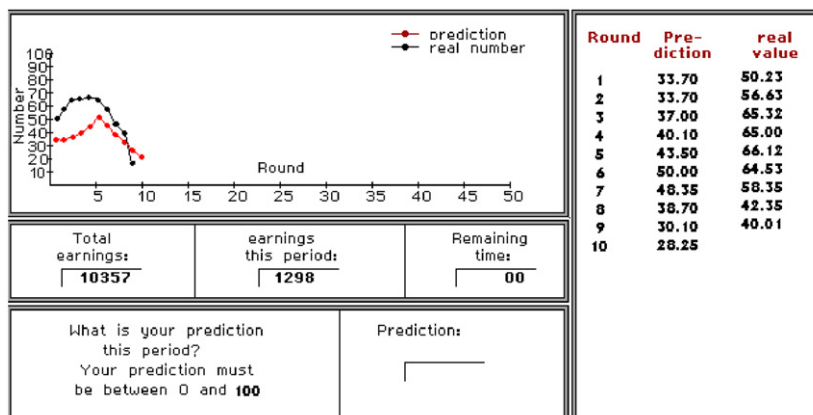 prediction
real number
100
90
80
70
60
50
40
30
20
10
Number
Round
5 10 15 20 25 30 35 40 45 50
Total
earnings:
10357
earnings
this period:
1298
Remaining
time:
00
What is your prediction
this period?
Your prediction must
be between 0 and 100
Prediction:
Round Pre- real
diction value
1 33.70 50.23
2 33.70 56.63
3 37.00 65.32
4 40.10 65.00
5 43.50 66.12
6 50.00 64.53
7 48.35 58.35
8 38.70 42.35
9 30.10 40.01
10 28.25